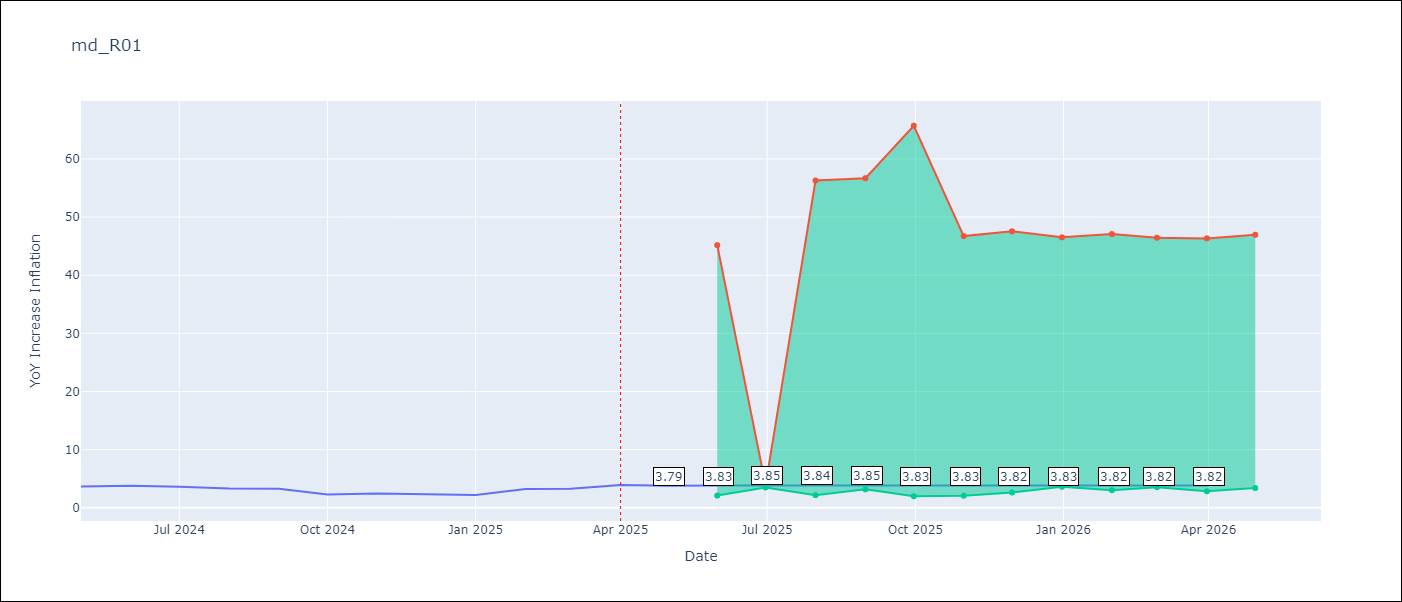 md_R01
YoY Increase Inflation
60
50
40
30
20
10
0
3.79 3.83 3.85 3.84 3.85 3.83 3.83 3.82 3.83 3.82 3.82 3.82
Jul 2024 Oct 2024 Jan 2025 Apr 2025 Jul 2025 Oct 2025 Jan 2026 Apr 2026
Date